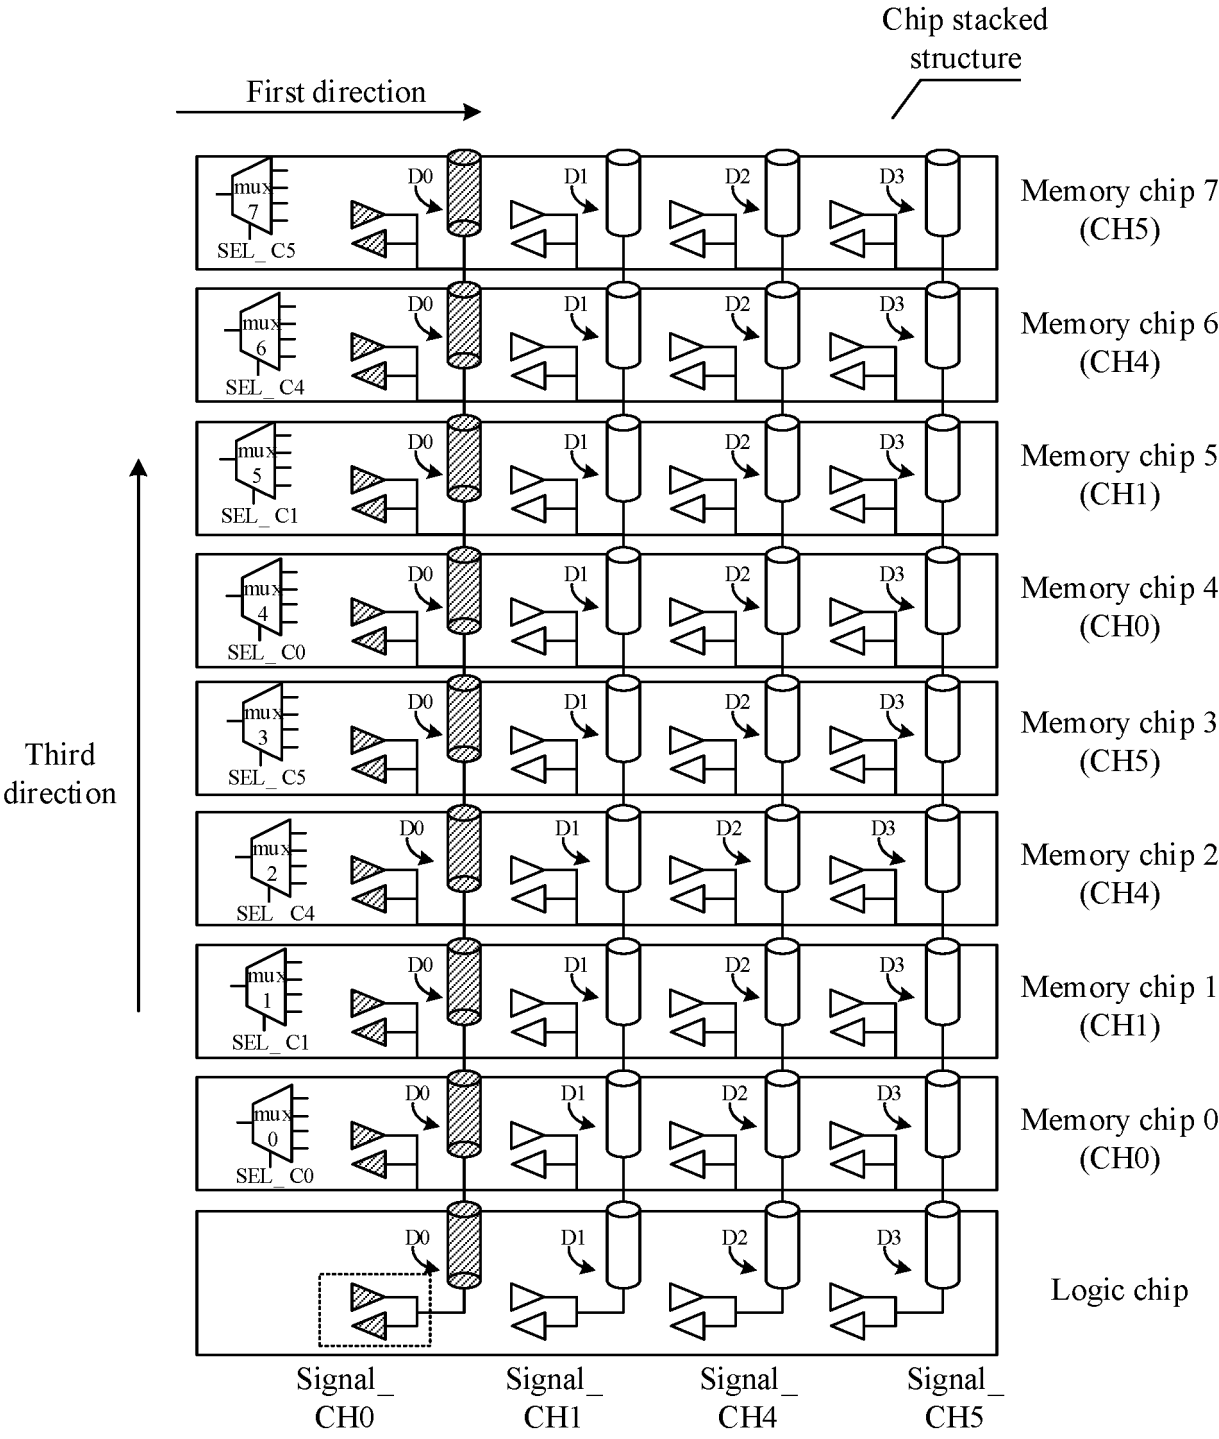 Chip stacked
structure
First direction
D0 D1 D2 D3
mux
7
SEL_C5
Memory chip 7
(CH5)
D0 D1 D2 D3
mux
6
SEL_C4
Memory chip 6
(CH4)
D0 D1 D2 D3
mux
5
SEL_C1
Memory chip 5
(CH1)
D0 D1 D2 D3
mux
4
SEL_C0
Memory chip 4
(CH0)
D0 D1 D2 D3
mux
3
SEL_C5
Memory chip 3
(CH5)
Third
direction
D0 D1 D2 D3
mux
2
SEL_C4
Memory chip 2
(CH4)
D0 D1 D2 D3
mux
1
SEL_C1
Memory chip 1
(CH1)
D0 D1 D2 D3
mux
0
SEL_C0
Memory chip 0
(CH0)
D0 D1 D2 D3
Logic chip
Signal_
CH0
Signal_
CH1
Signal_
CH4
Signal_
CH5